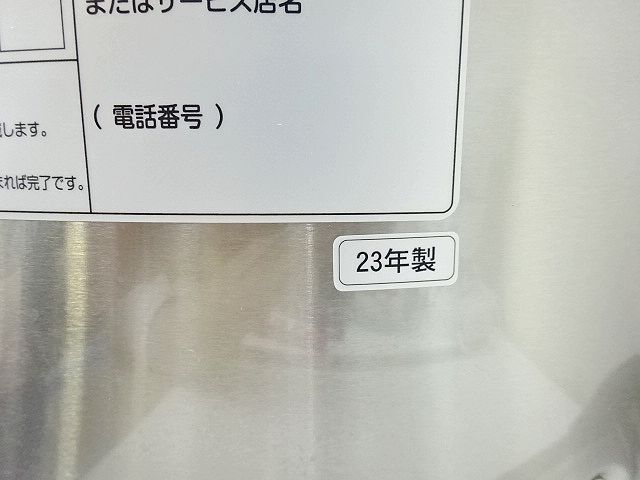 またはサービス店名
( 電話番号 )
します。
れば完了です。
23年製